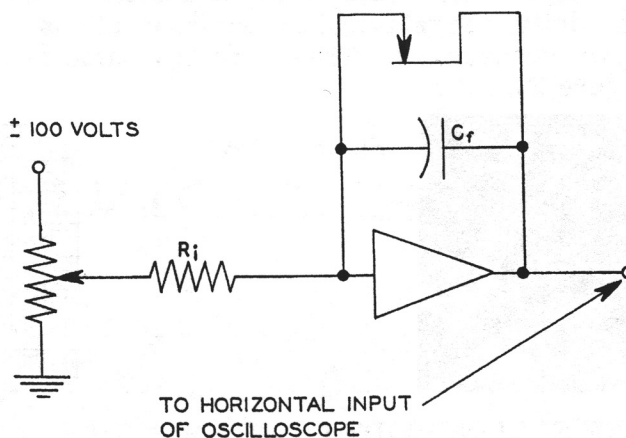 ± 100 VOLTS
Cf
Ri
TO HORIZONTAL INPUT
OF OSCILLOSCOPE